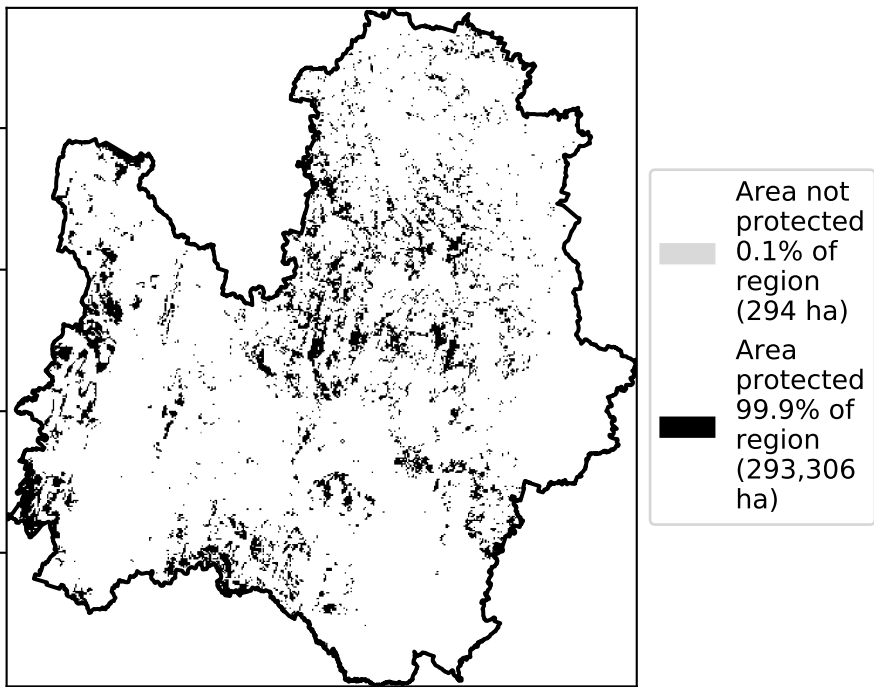 Area not
protected
0.1% of
region
(294 ha)
Area
protected
99.9% of
region
(293,306
ha)